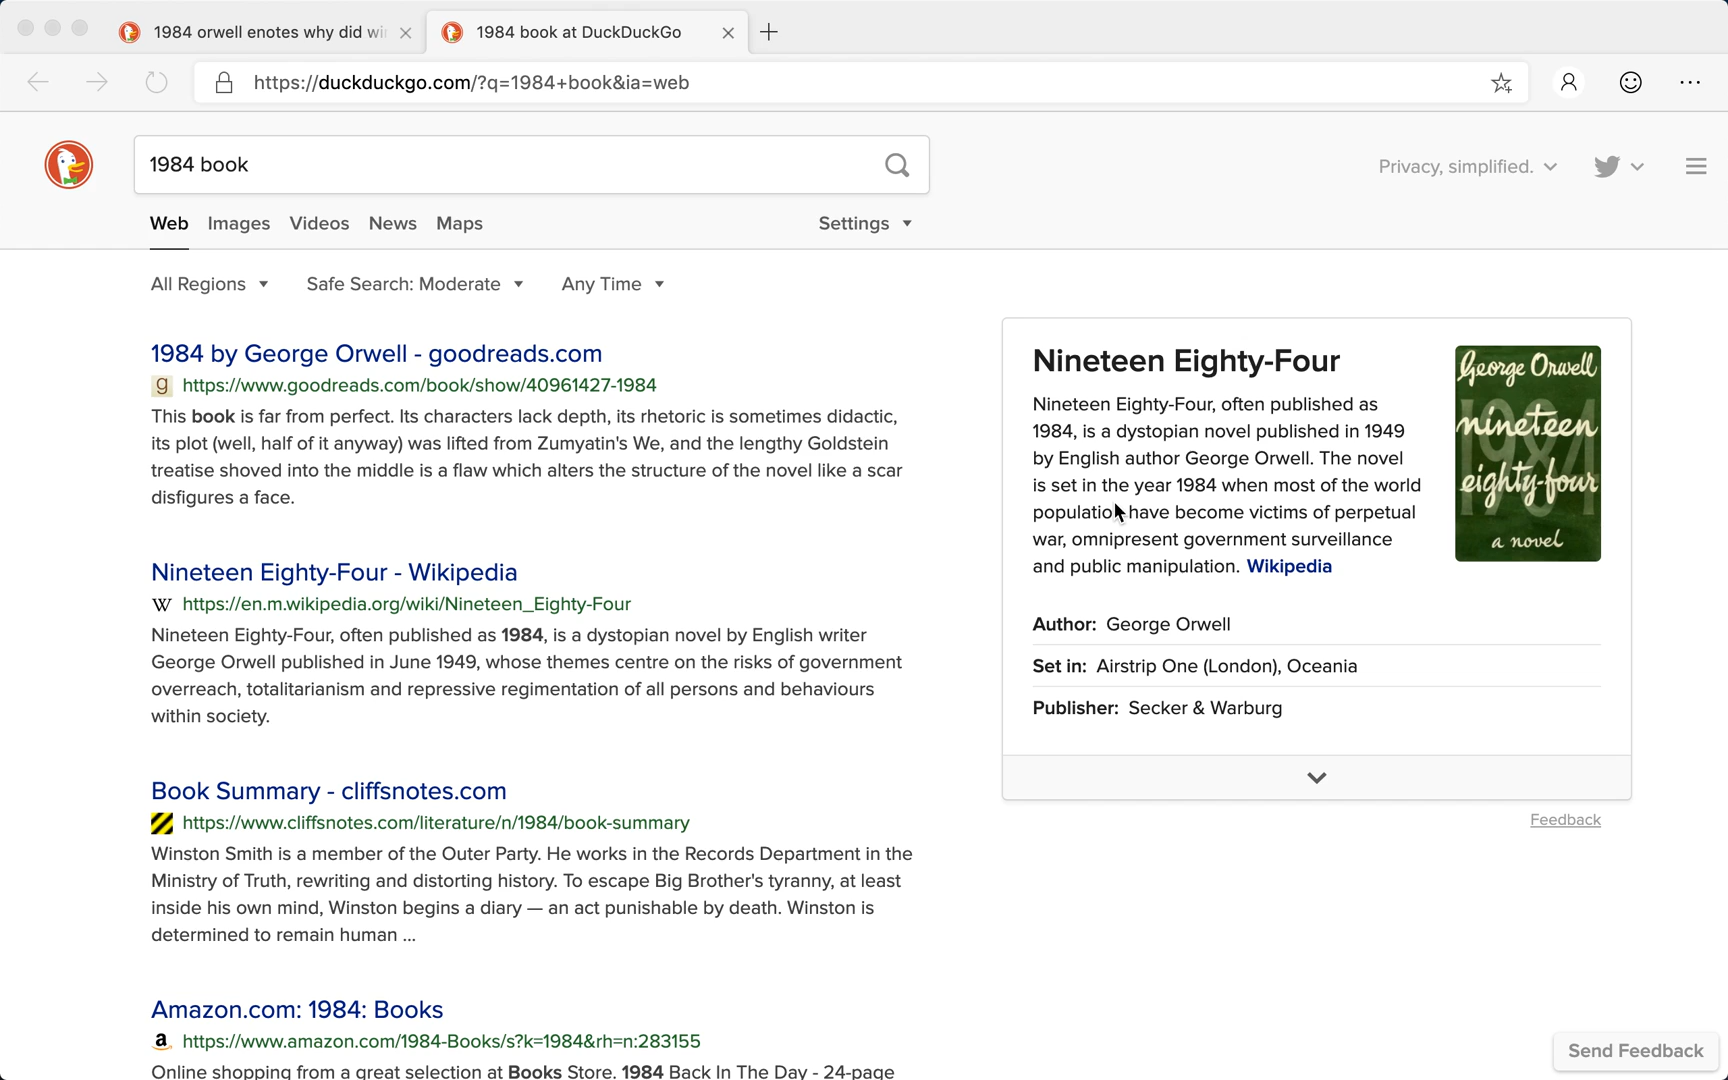 1984 orwell enotes why did wi
1984 book at DuckDuckGo
https://duckduckgo.com/?q=1984+book&ia=web
1984 book
Privacy, simplified.
Web Images Videos News Maps Settings
All Regions Safe Search: Moderate Any Time
1984 by George Orwell - goodreads.com
g https://www.goodreads.com/book/show/40961427-1984
This book is far from perfect. Its characters lack depth, its rhetoric is sometimes didactic,
its plot (well, half of it anyway) was lifted from Zumyatin's We, and the lengthy Goldstein
treatise shoved into the middle is a flaw which alters the structure of the novel like a scar
disfigures a face.
Nineteen Eighty-Four - Wikipedia
W https://en.m.wikipedia.org/wiki/Nineteen_Eighty-Four
Nineteen Eighty-Four, often published as 1984, is a dystopian novel by English writer
George Orwell published in June 1949, whose themes centre on the risks of government
overreach, totalitarianism and repressive regimentation of all persons and behaviours
within society.
Book Summary - cliffsnotes.com
https://www.cliffsnotes.com/literature/n/1984/book-summary
Winston Smith is a member of the Outer Party. He works in the Records Department in the
Ministry of Truth, rewriting and distorting history. To escape Big Brother's tyranny, at least
inside his own mind, Winston begins a diary — an act punishable by death. Winston is
determined to remain human ...
Amazon.com: 1984: Books
a https://www.amazon.com/1984-Books/s?k=1984&rh=n:283155
Online shopping from a great selection at Books Store. 1984 Back In The Day - 24-page
Nineteen Eighty-Four
Nineteen Eighty-Four, often published as
1984, is a dystopian novel published in 1949
by English author George Orwell. The novel
is set in the year 1984 when most of the world
population have become victims of perpetual
war, omnipresent government surveillance
and public manipulation. Wikipedia
George Orwell
1984
nineteen
eighty-four
a novel
Author: George Orwell
Set in: Airstrip One (London), Oceania
Publisher: Secker & Warburg
Feedback
Send Feedback